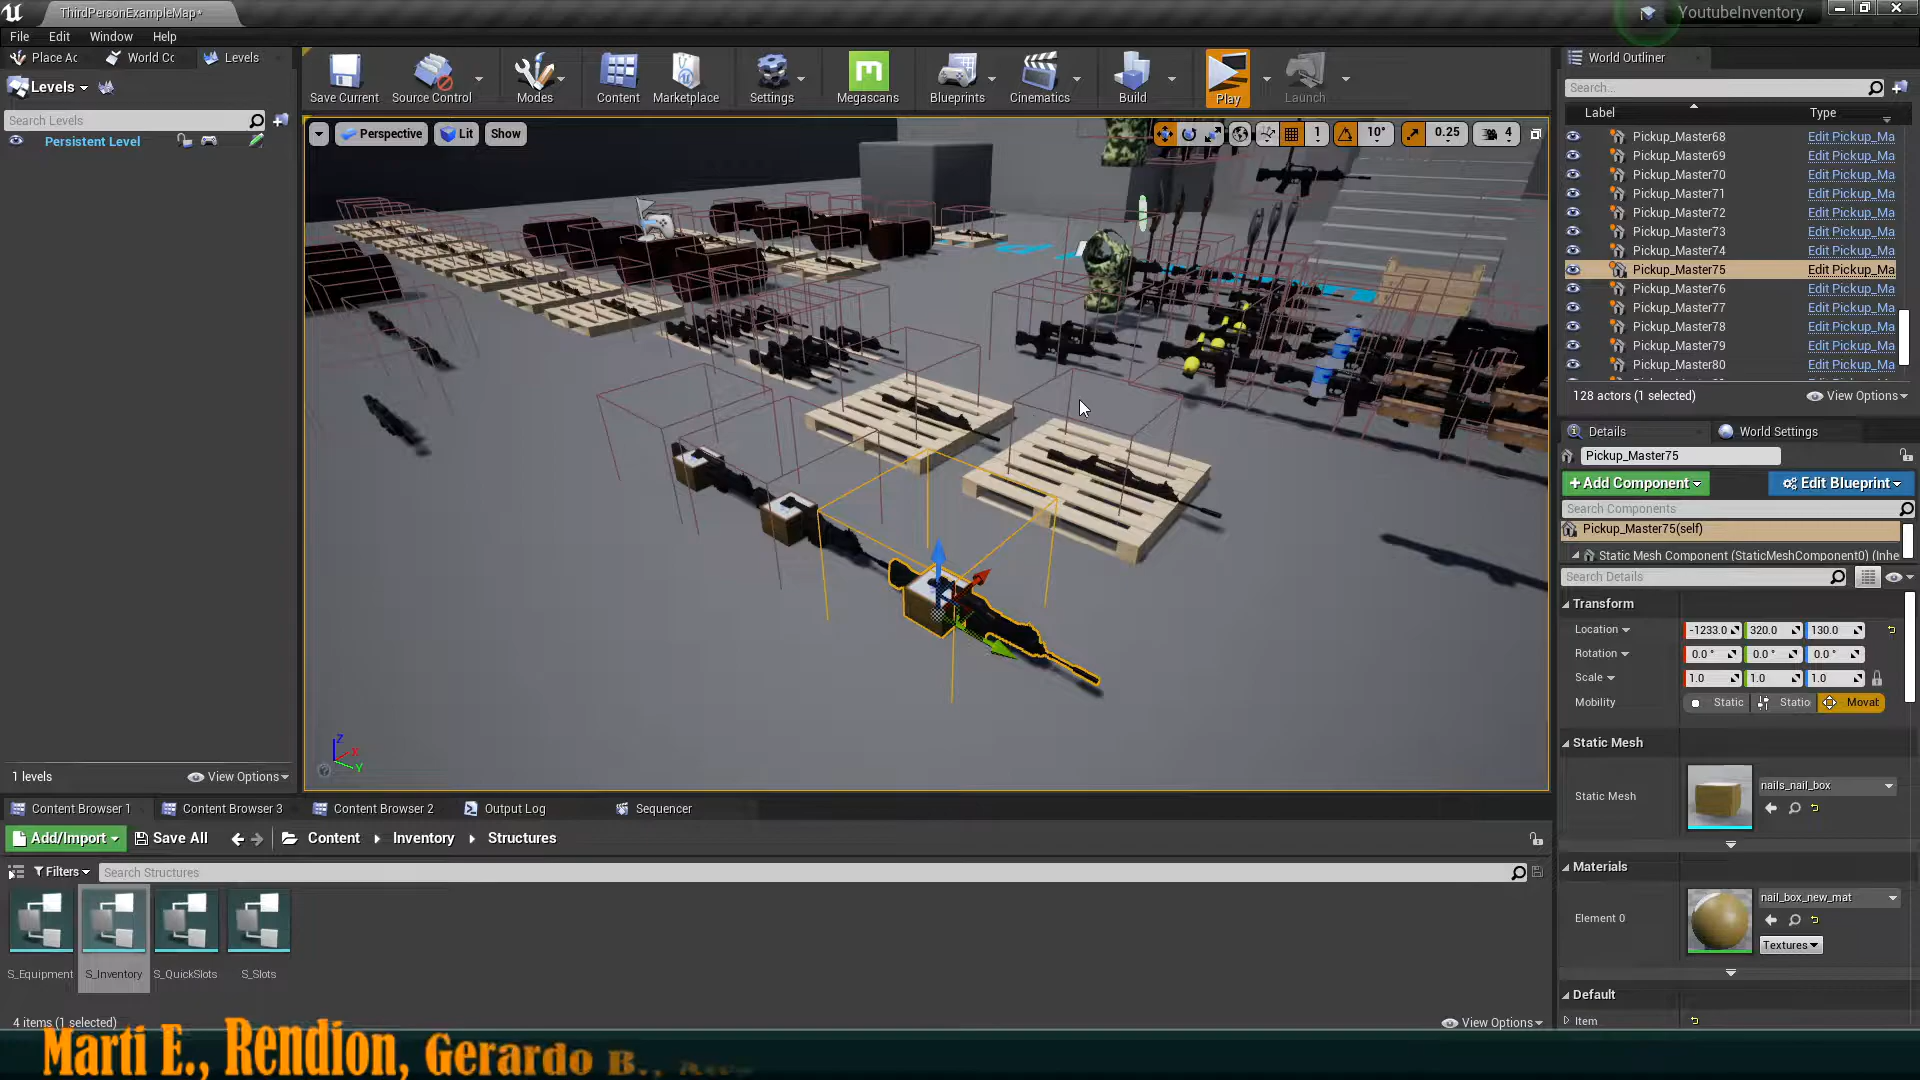 ThirdPersonExampleMap*
YoutubeInventory
File Edit Window Help
Place Ac World Cc Levels
Levels
Search Levels
Persistent Level
1 levels
View Options
Save Current Source Control Modes Content Marketplace Settings Megascans Blueprints Cinematics Build Play Launch
Perspective Lit Show
1 10° 0.25 4
World Outliner
Search...
Label Type
Pickup_Master68 Edit Pickup_Ma
Pickup_Master69 Edit Pickup_Ma
Pickup_Master70 Edit Pickup_Ma
Pickup_Master71 Edit Pickup_Ma
Pickup_Master72 Edit Pickup_Ma
Pickup_Master73 Edit Pickup_Ma
Pickup_Master74 Edit Pickup_Ma
Pickup_Master75 Edit Pickup_Ma
Pickup_Master76 Edit Pickup_Ma
Pickup_Master77 Edit Pickup_Ma
Pickup_Master78 Edit Pickup_Ma
Pickup_Master79 Edit Pickup_Ma
Pickup_Master80 Edit Pickup_Ma
128 actors (1 selected) View Options
Details World Settings
Pickup_Master75
+Add Component Edit Blueprint
Search Components
Pickup_Master75(self)
Static Mesh Component (StaticMeshComponent0) (Inhe
Search Details
Transform
Location -1233.0 320.0 130.0
Rotation 0.0 ° 0.0 ° 0.0 °
Scale 1.0 1.0 1.0
Mobility Static Statio Movat
Static Mesh
Static Mesh nails_nail_box
Materials
Element 0 nail_box_new_mat
Textures
Default
Item
Z
X
Y
Content Browser 1 Content Browser 3 Content Browser 2 Output Log Sequencer
Add/Import Save All Content Inventory Structures
Filters Search Structures
S_Equipment S_Inventory S_QuickSlots S_Slots
4 items (1 selected)
View Options
Marti E., Rendion, Gerardo B.,